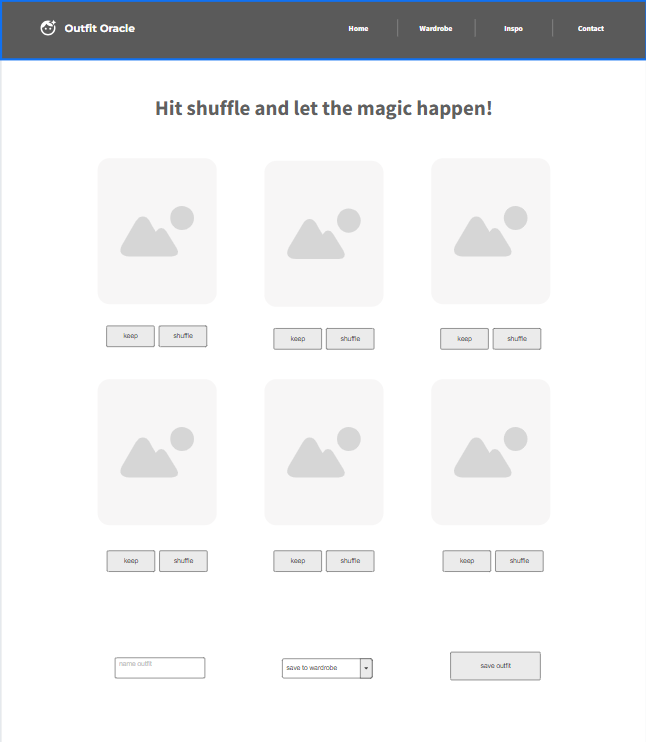 Outfit Oracle Home Wardrobe Inspo Contact
Hit shuffle and let the magic happen!
keep shuffle keep shuffle keep shuffle
keep shuffle keep shuffle keep shuffle
name outfit save to wardrobe save outfit